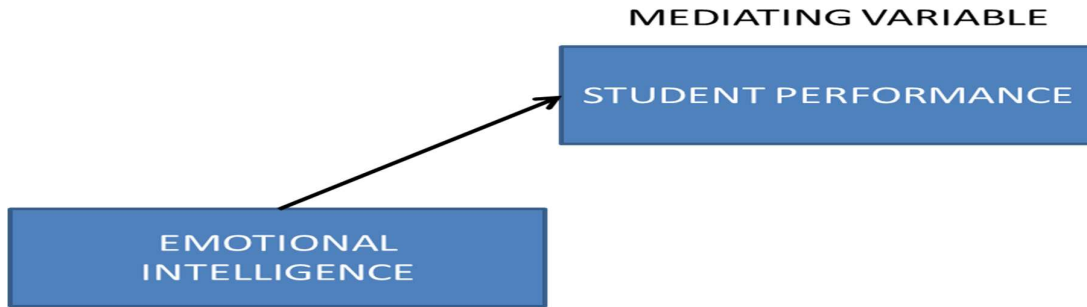 MEDIATING VARIABLE
STUDENT PERFORMANCE
EMOTIONAL
INTELLIGENCE